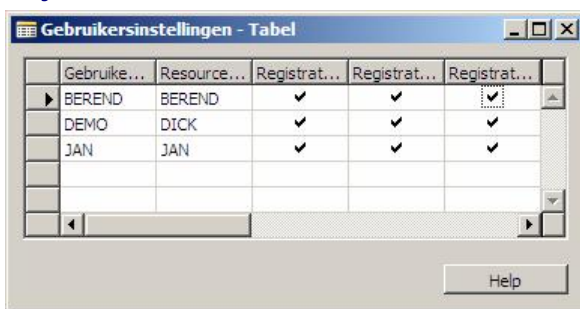 Gebruikersinstellingen - Tabel
Gebruike... Resource... Registrat... Registrat... Registrat...
BEREND BEREND
DEMO DICK
JAN JAN
Help